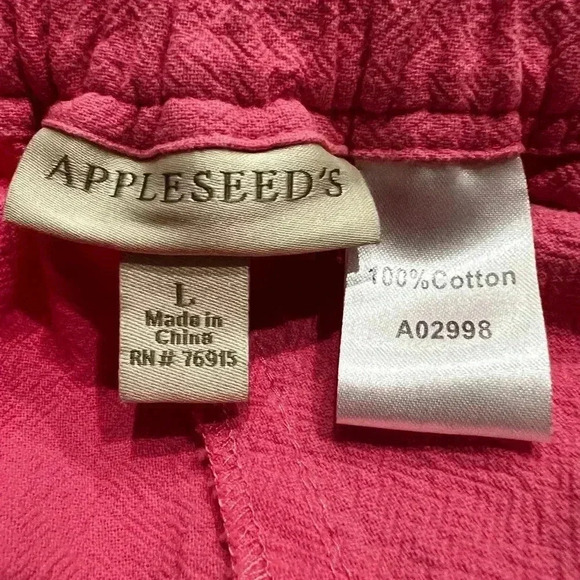 APPLESEED'S
L
Made in
China
RN# 76915
100%Cotton
A02998